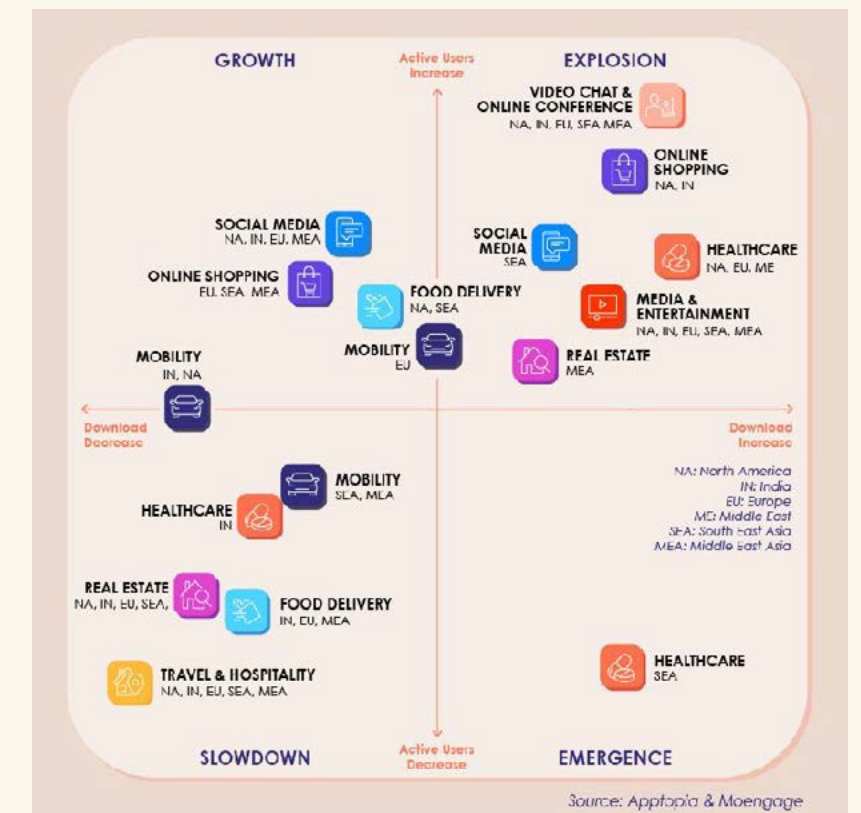 GROWTH
Active Users
Increase
EXPLOSION
VIDEO CHAT &
ONLINE CONFERENCE
NA, IN, EU, SEA MEA
ONLINE
SHOPPING
NA, IN
SOCIAL MEDIA
NA, IN, EU, MEA
SOCIAL
MEDIA
SEA
HEALTHCARE
NA, EU, ME
ONLINE SHOPPING
EU, SEA, MEA
FOOD DELIVERY
NA, SEA
MEDIA &
ENTERTAINMENT
NA, IN, EU, SEA, MEA
MOBILITY
EU
REAL ESTATE
MEA
MOBILITY
IN, NA
Download
Decrease
Download
Increase
NA: North America
IN: India
EU: Europe
ME: Middle East
SEA: South East Asia
MEA: Middle East Asia
MOBILITY
SEA, MEA
HEALTHCARE
IN
REAL ESTATE
NA, IN, EU, SEA,
FOOD DELIVERY
IN, EU, MEA
TRAVEL & HOSPITALITY
NA, IN, EU, SEA, MEA
HEALTHCARE
SEA
SLOWDOWN
Active Users
Decrease
EMERGENCE
Source: Apptopia & Moengage